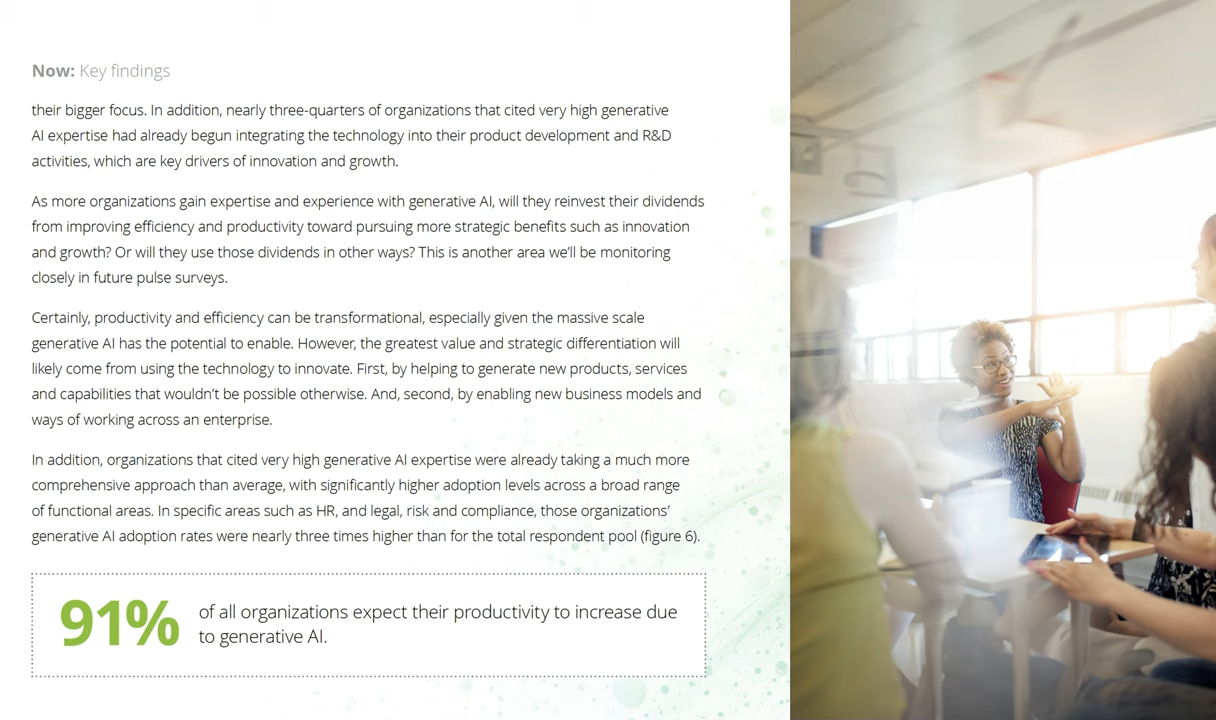 Now: Key findings
their bigger focus. In addition, nearly three-quarters of organizations that cited very high generative
AI expertise had already begun integrating the technology into their product development and R&D
activities, which are key drivers of innovation and growth.
As more organizations gain expertise and experience with generative AI, will they reinvest their dividends
from improving efficiency and productivity toward pursuing more strategic benefits such as innovation
and growth? Or will they use those dividends in other ways? This is another area we’ll be monitoring
closely in future pulse surveys.
Certainly, productivity and efficiency can be transformational, especially given the massive scale
generative AI has the potential to enable. However, the greatest value and strategic differentiation will
likely come from using the technology to innovate. First, by helping to generate new products, services
and capabilities that wouldn’t be possible otherwise. And, second, by enabling new business models and
ways of working across an enterprise.
In addition, organizations that cited very high generative AI expertise were already taking a much more
comprehensive approach than average, with significantly higher adoption levels across a broad range
of functional areas. In specific areas such as HR, and legal, risk and compliance, those organizations’
generative AI adoption rates were nearly three times higher than for the total respondent pool (figure 6).
91% of all organizations expect their productivity to increase due
to generative AI.